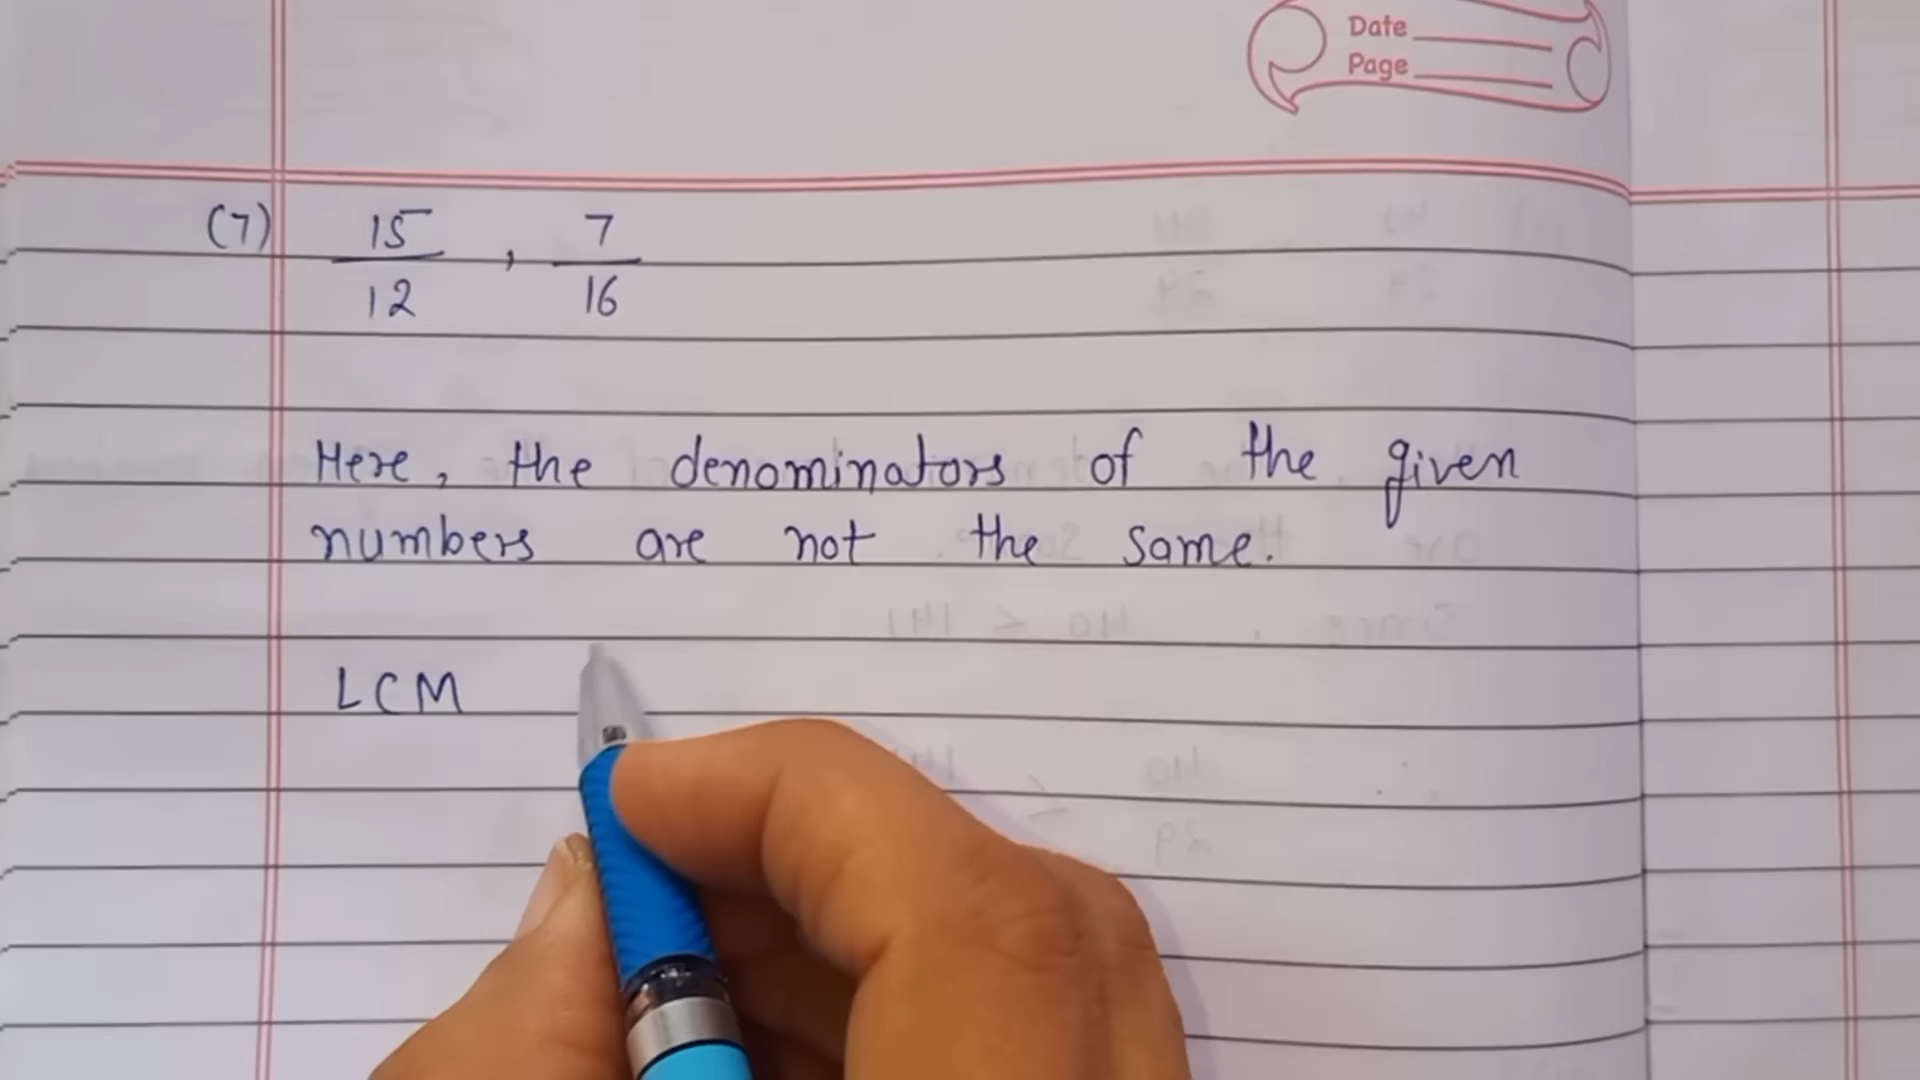 Date
Page
(7) 15/12 , 7/16
Here, the denominators of the given
numbers are not the same.
LCM